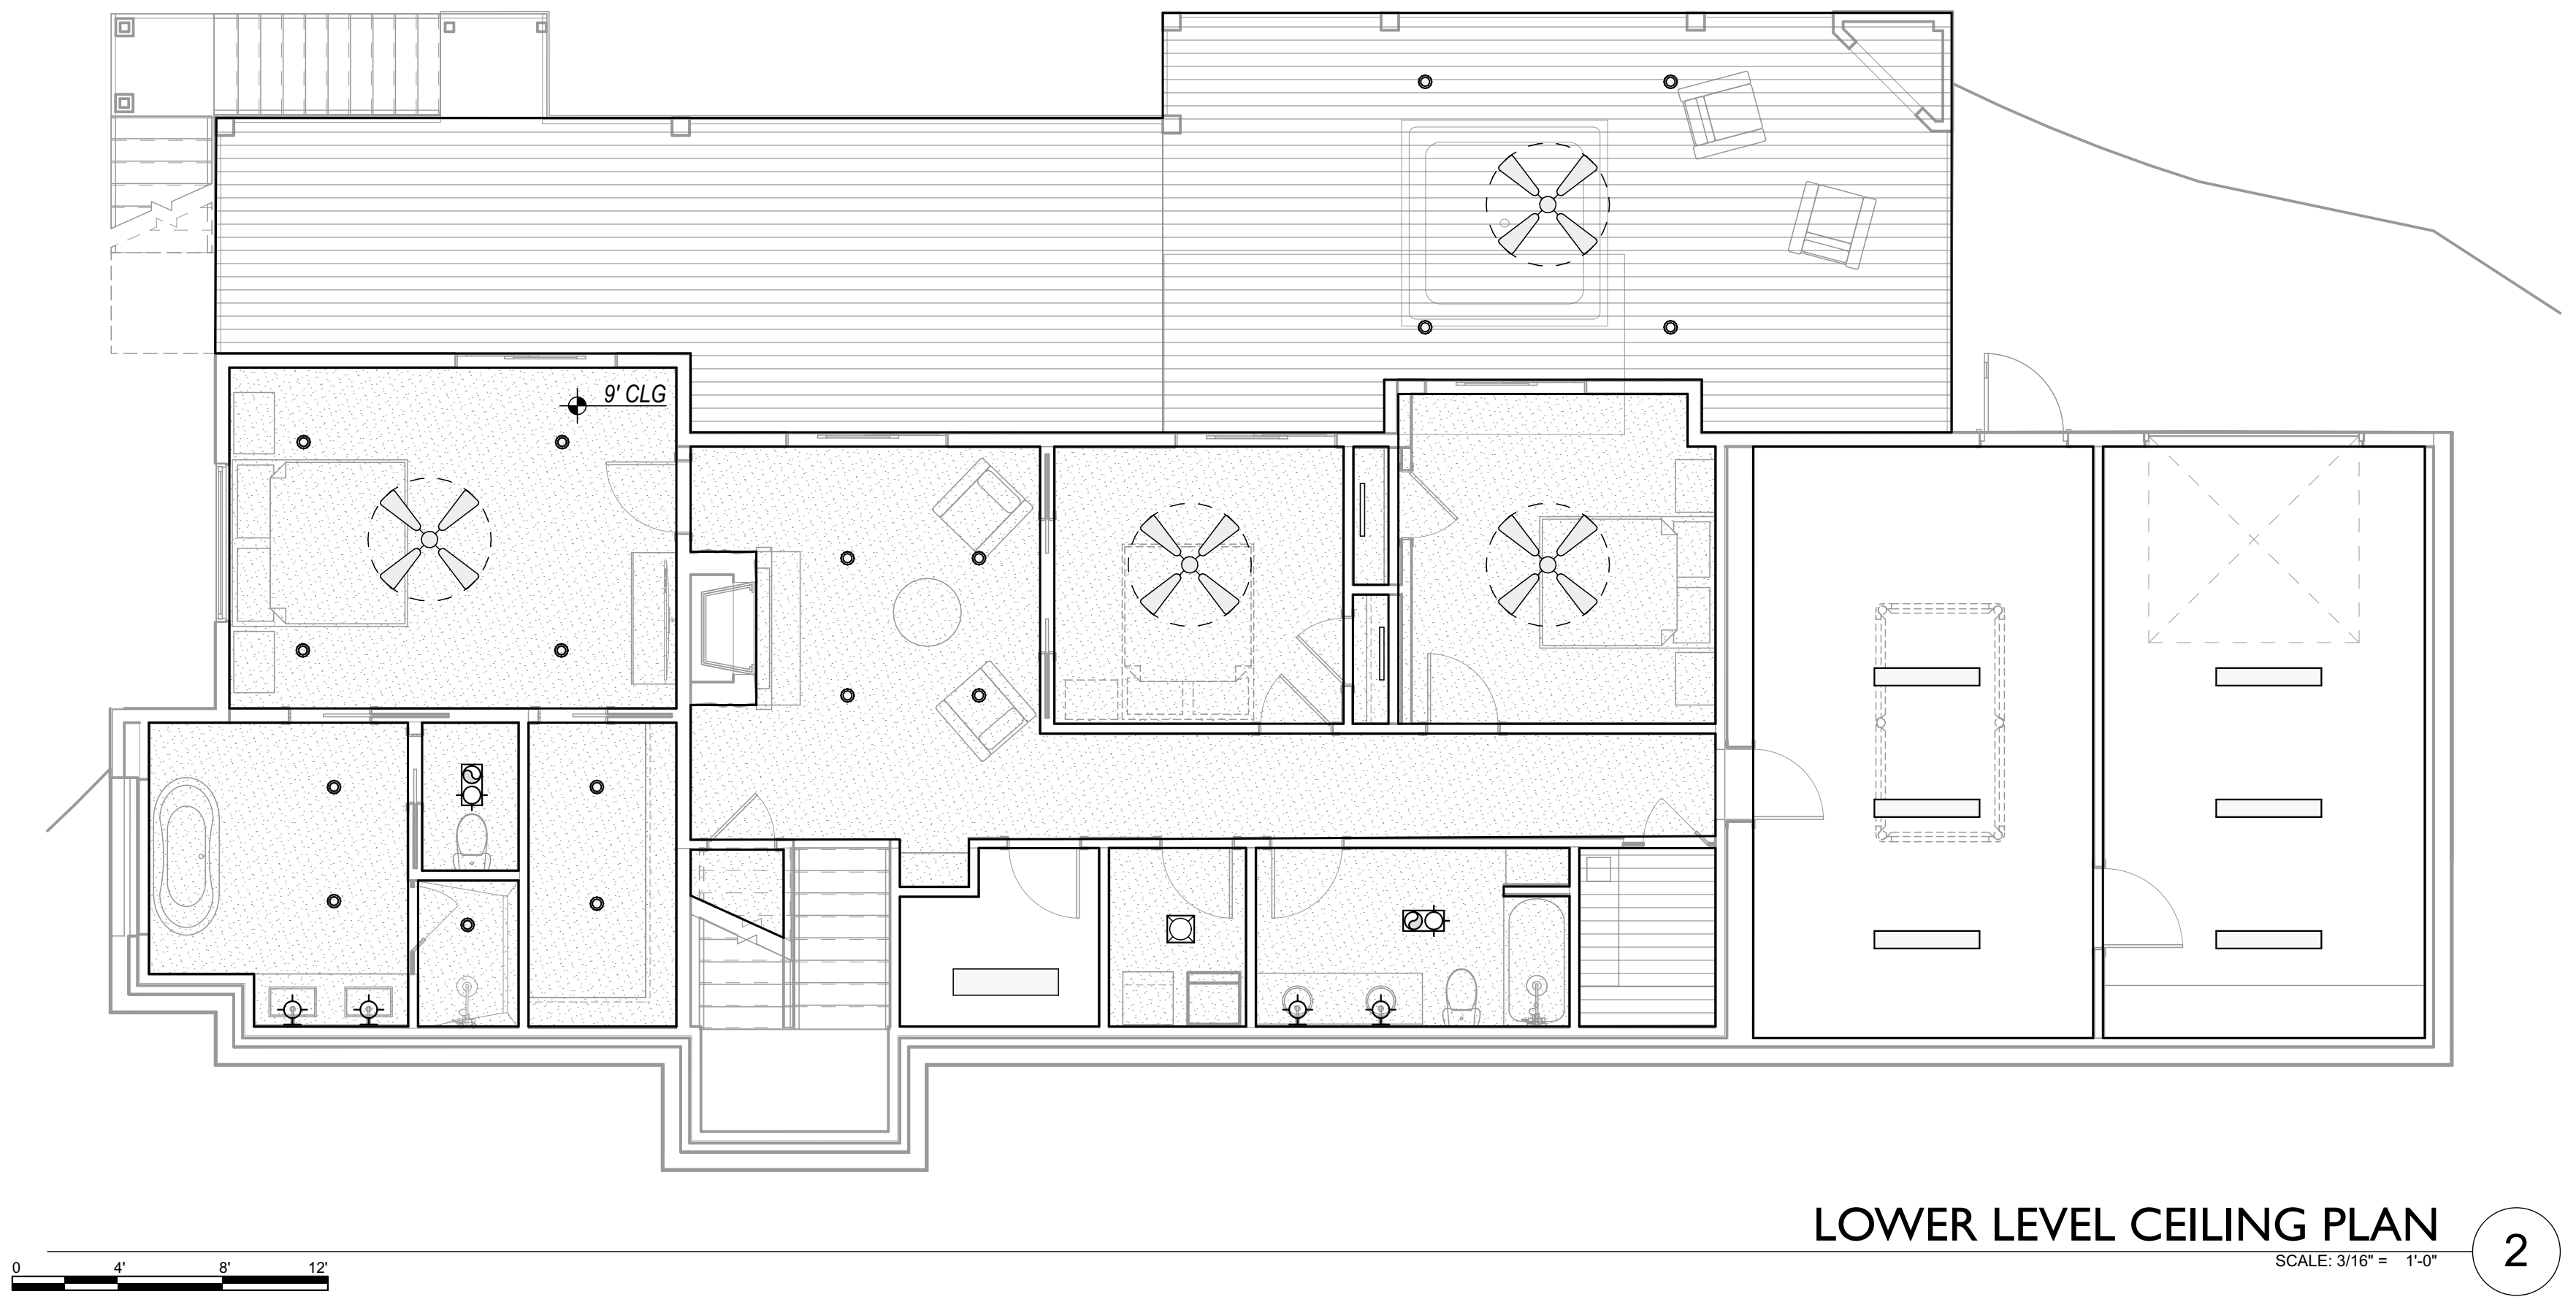 9' CLG
LOWER LEVEL CEILING PLAN
SCALE: 3/16" = 1'-0"
2
0 4' 8' 12'